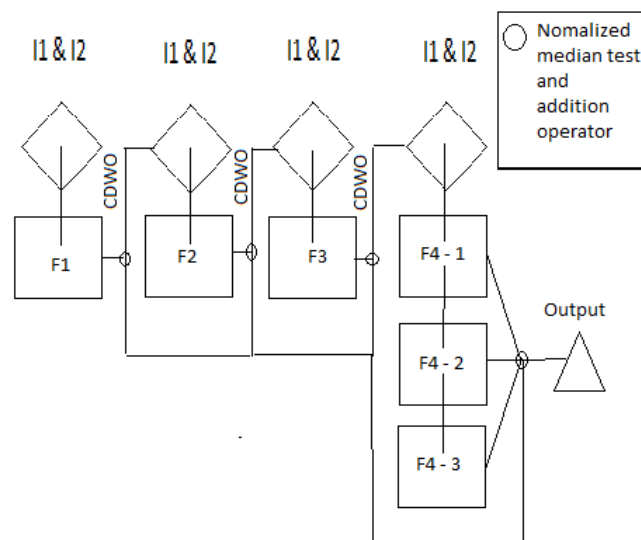 I1 & I2
I1 & I2
I1 & I2
I1 & I2
Nomalized
median test
and
addition
operator
CDWO
CDWO
CDWO
F1
F2
F3
F4 - 1
F4 - 2
F4 - 3
Output